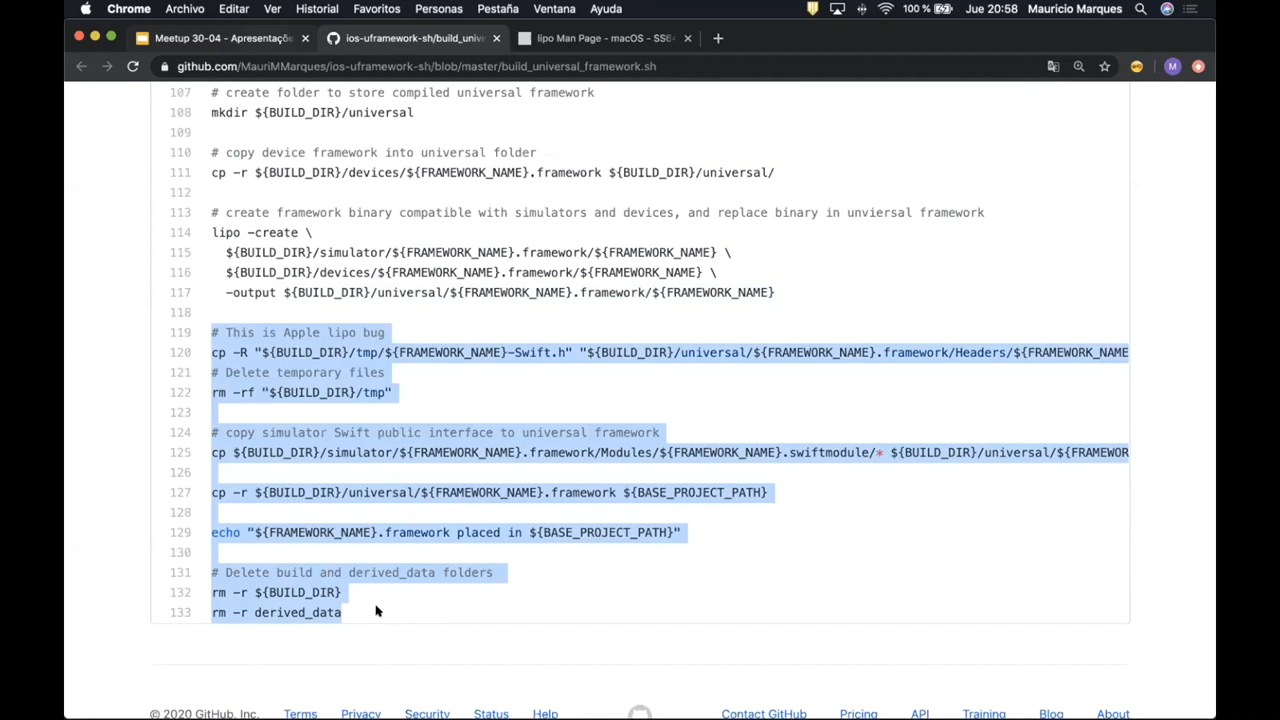 Chrome Archivo Editar Ver Historial Favoritos Personas Pestaña Ventana Ayuda 100 % Jue 20:58 Mauricio Marques
Meetup 30-04 - Apresentaçõe × ios-uframework-sh/build_unive × lipo Man Page - macOS - SS64 × +
github.com/MauriMMarques/ios-uframework-sh/blob/master/build_universal_framework.sh M
107 # create folder to store compiled universal framework
108 mkdir ${BUILD_DIR}/universal
109
110 # copy device framework into universal folder
111 cp -r ${BUILD_DIR}/devices/${FRAMEWORK_NAME}.framework ${BUILD_DIR}/universal/
112
113 # create framework binary compatible with simulators and devices, and replace binary in unviersal framework
114 lipo -create \
115 ${BUILD_DIR}/simulator/${FRAMEWORK_NAME}.framework/${FRAMEWORK_NAME} \
116 ${BUILD_DIR}/devices/${FRAMEWORK_NAME}.framework/${FRAMEWORK_NAME} \
117 -output ${BUILD_DIR}/universal/${FRAMEWORK_NAME}.framework/${FRAMEWORK_NAME}
118
119 # This is Apple lipo bug
120 cp -R "${BUILD_DIR}/tmp/${FRAMEWORK_NAME}-Swift.h" "${BUILD_DIR}/universal/${FRAMEWORK_NAME}.framework/Headers/${FRAMEWORK_NAME
121 # Delete temporary files
122 rm -rf "${BUILD_DIR}/tmp"
123
124 # copy simulator Swift public interface to universal framework
125 cp ${BUILD_DIR}/simulator/${FRAMEWORK_NAME}.framework/Modules/${FRAMEWORK_NAME}.swiftmodule/* ${BUILD_DIR}/universal/${FRAMEWOR
126
127 cp -r ${BUILD_DIR}/universal/${FRAMEWORK_NAME}.framework ${BASE_PROJECT_PATH}
128
129 echo "${FRAMEWORK_NAME}.framework placed in ${BASE_PROJECT_PATH}"
130
131 # Delete build and derived_data folders
132 rm -r ${BUILD_DIR}
133 rm -r derived_data
© 2020 GitHub, Inc. Terms Privacy Security Status Help Contact GitHub Pricing API Training Blog About